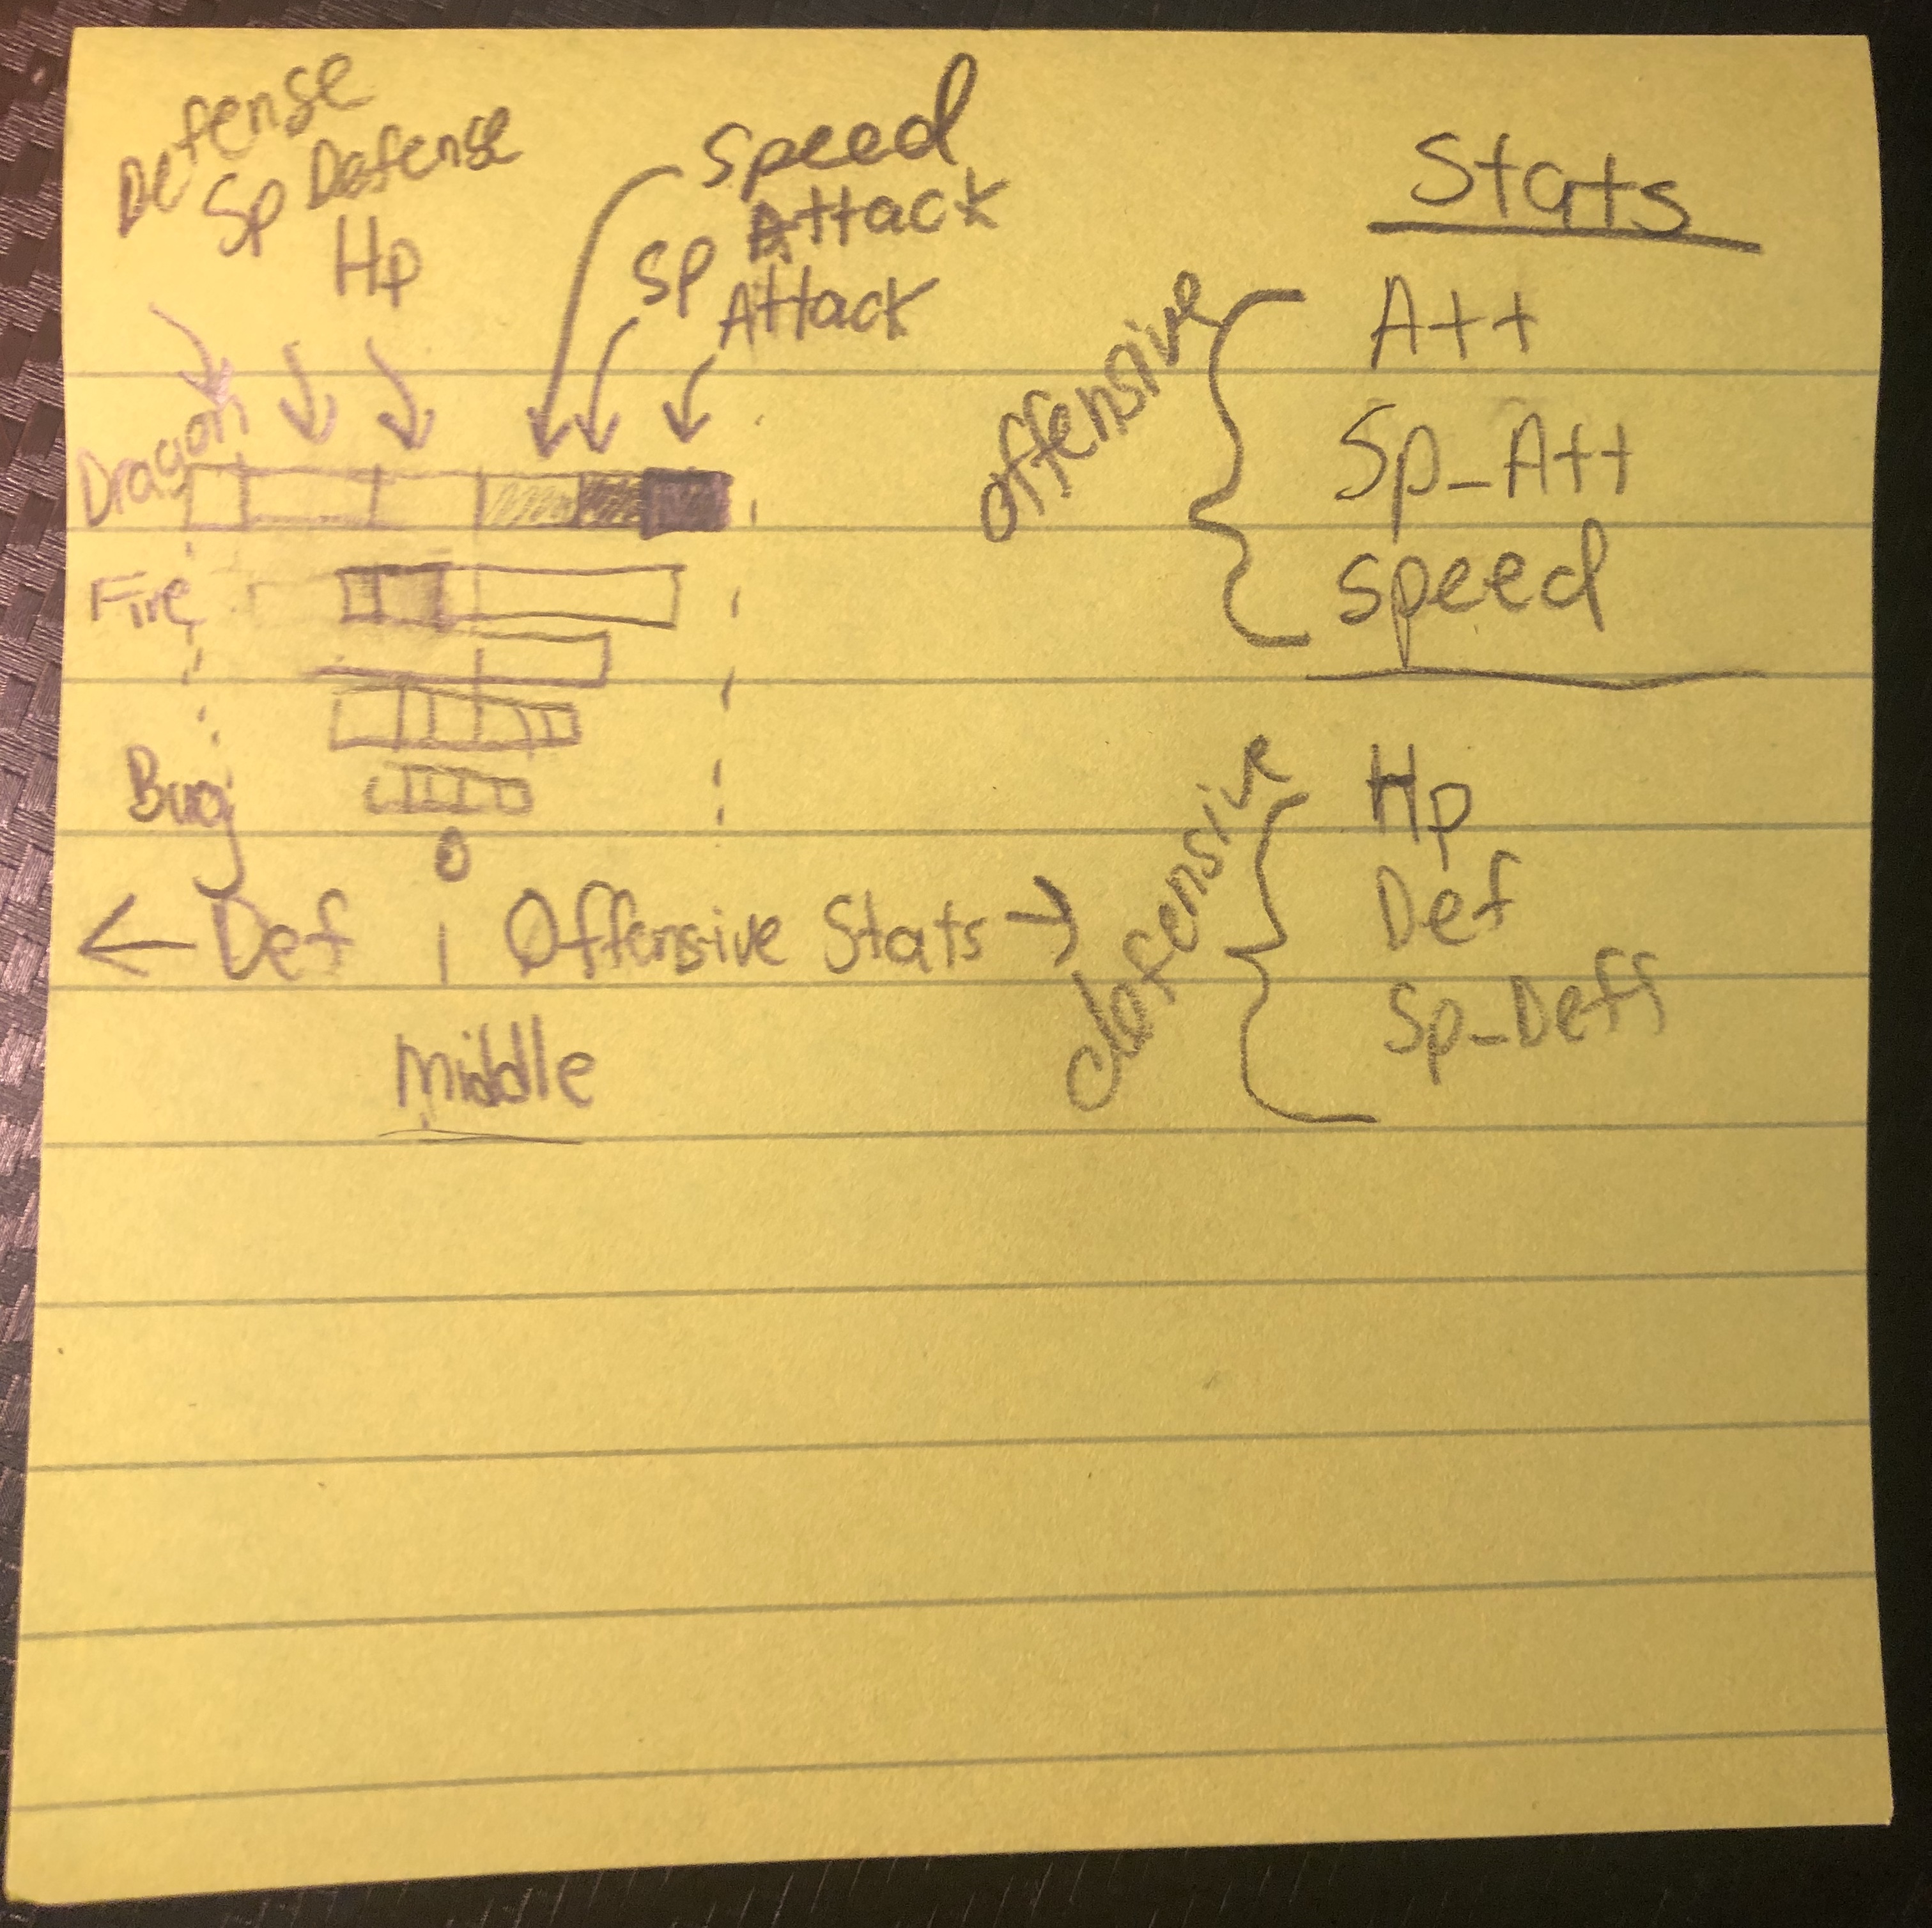 Defense
Sp Defense
Hp
Speed
Attack
Sp Attack
Dragon
Fire
Bug
0
← Def | Offensive Stats →
Middle
Stats
offensive
Att
Sp_Att
speed
defensive
Hp
Def
Sp_Deff